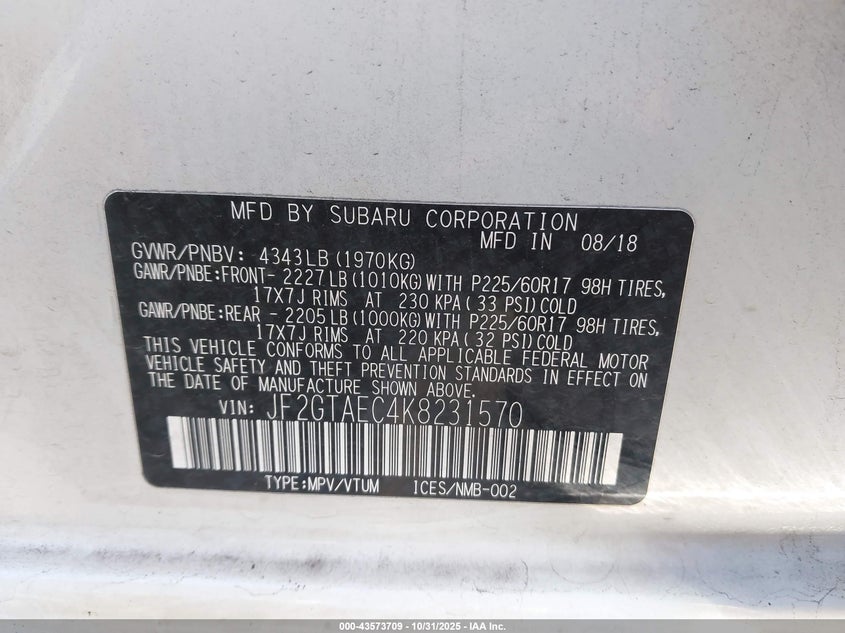 MFD BY SUBARU CORPORATION
MFD IN 08/18
GVWR/PNBV: 4343LB(1970KG)
GAWR/PNBE:FRONT- 2227LB(1010KG)WITH P225/60R17 98H TIRES,
17X7J RIMS AT 230 KPA(33 PSI)COLD
GAWR/PNBE:REAR - 2205LB(1000KG)WITH P225/60R17 98H TIRES,
17X7J RIMS AT 220 KPA(32 PSI)COLD
THIS VEHICLE CONFORMS TO ALL APPLICABLE FEDERAL MOTOR
VEHICLE SAFETY AND THEFT PREVENTION STANDARDS IN EFFECT ON
THE DATE OF MANUFACTURE SHOWN ABOVE.
VIN: JF2GTAEC4K8231570
TYPE:MPV/VTUM ICES/NMB-002
000-43573709 - 10/31/2025 - IAA Inc.